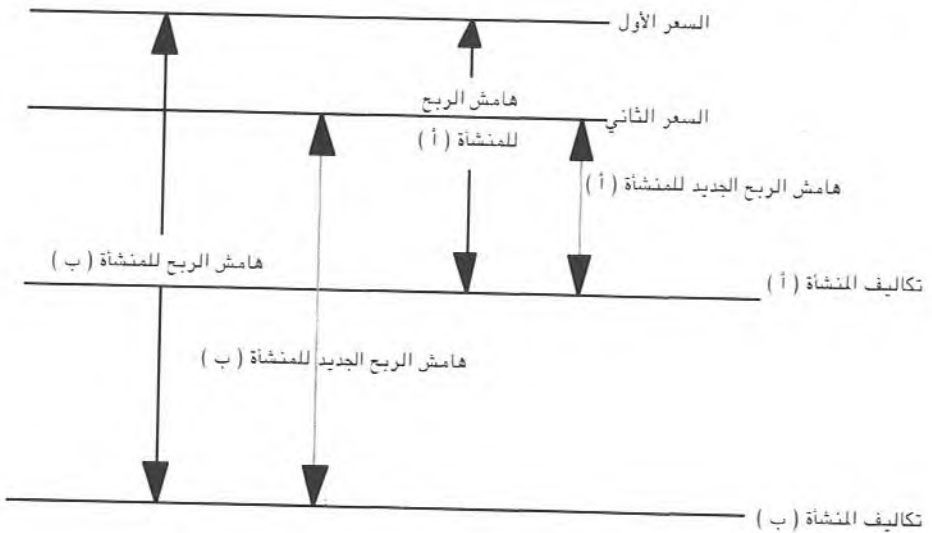 السعر الأول
هامش الربح
السعر الثاني
للمنشأة ( أ )
هامش الربح الجديد للمنشأة ( أ )
هامش الربح للمنشأة ( ب )
تكاليف المنشأة ( أ )
هامش الربح الجديد للمنشأة ( ب )
تكاليف المنشأة ( ب )